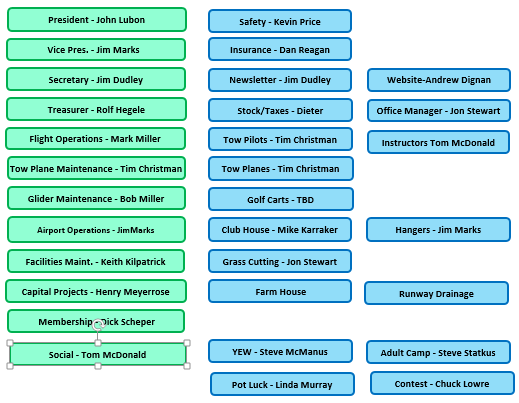 President - John Lubon
Safety - Kevin Price
Vice Pres. - Jim Marks
Insurance - Dan Reagan
Secretary - Jim Dudley
Newsletter - Jim Dudley
Website-Andrew Dignan
Treasurer - Rolf Hegele
Stock/Taxes - Dieter
Office Manager - Jon Stewart
Flight Operations - Mark Miller
Tow Pilots - Tim Christman
Instructors Tom McDonald
Tow Plane Maintenance - Tim Christman
Tow Planes - Tim Christman
Glider Maintenance - Bob Miller
Golf Carts - TBD
Airport Operations - JimMarks
Club House - Mike Karraker
Hangers - Jim Marks
Facilities Maint. - Keith Kilpatrick
Grass Cutting - Jon Stewart
Capital Projects - Henry Meyerrose
Farm House
Runway Drainage
Membership Scheper
Social - Tom McDonald
YEW - Steve McManus
Adult Camp - Steve Statkus
Pot Luck - Linda Murray
Contest - Chuck Lowre